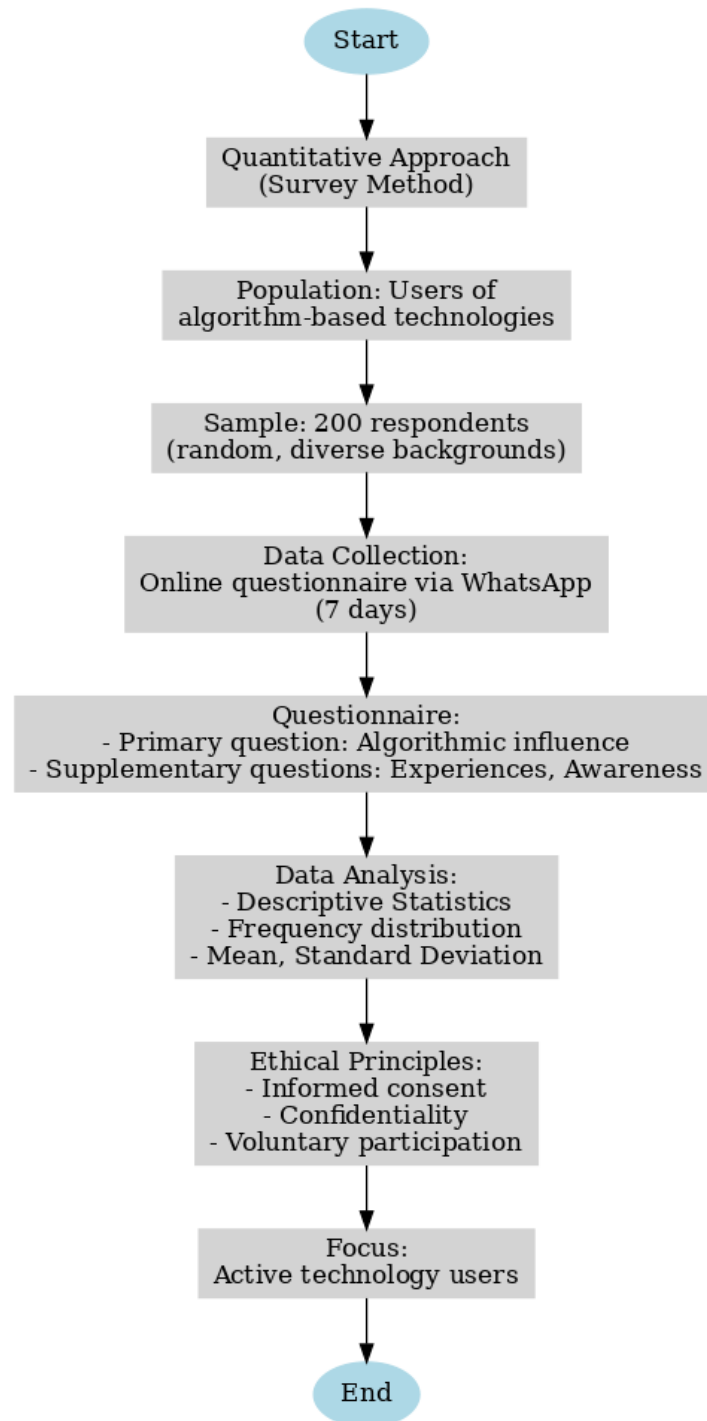 Start
Quantitative Approach
(Survey Method)
Population: Users of
algorithm-based technologies
Sample: 200 respondents
(random, diverse backgrounds)
Data Collection:
Online questionnaire via WhatsApp
(7 days)
Questionnaire:
- Primary question: Algorithmic influence
- Supplementary questions: Experiences, Awareness
Data Analysis:
- Descriptive Statistics
- Frequency distribution
- Mean, Standard Deviation
Ethical Principles:
- Informed consent
- Confidentiality
- Voluntary participation
Focus:
Active technology users
End